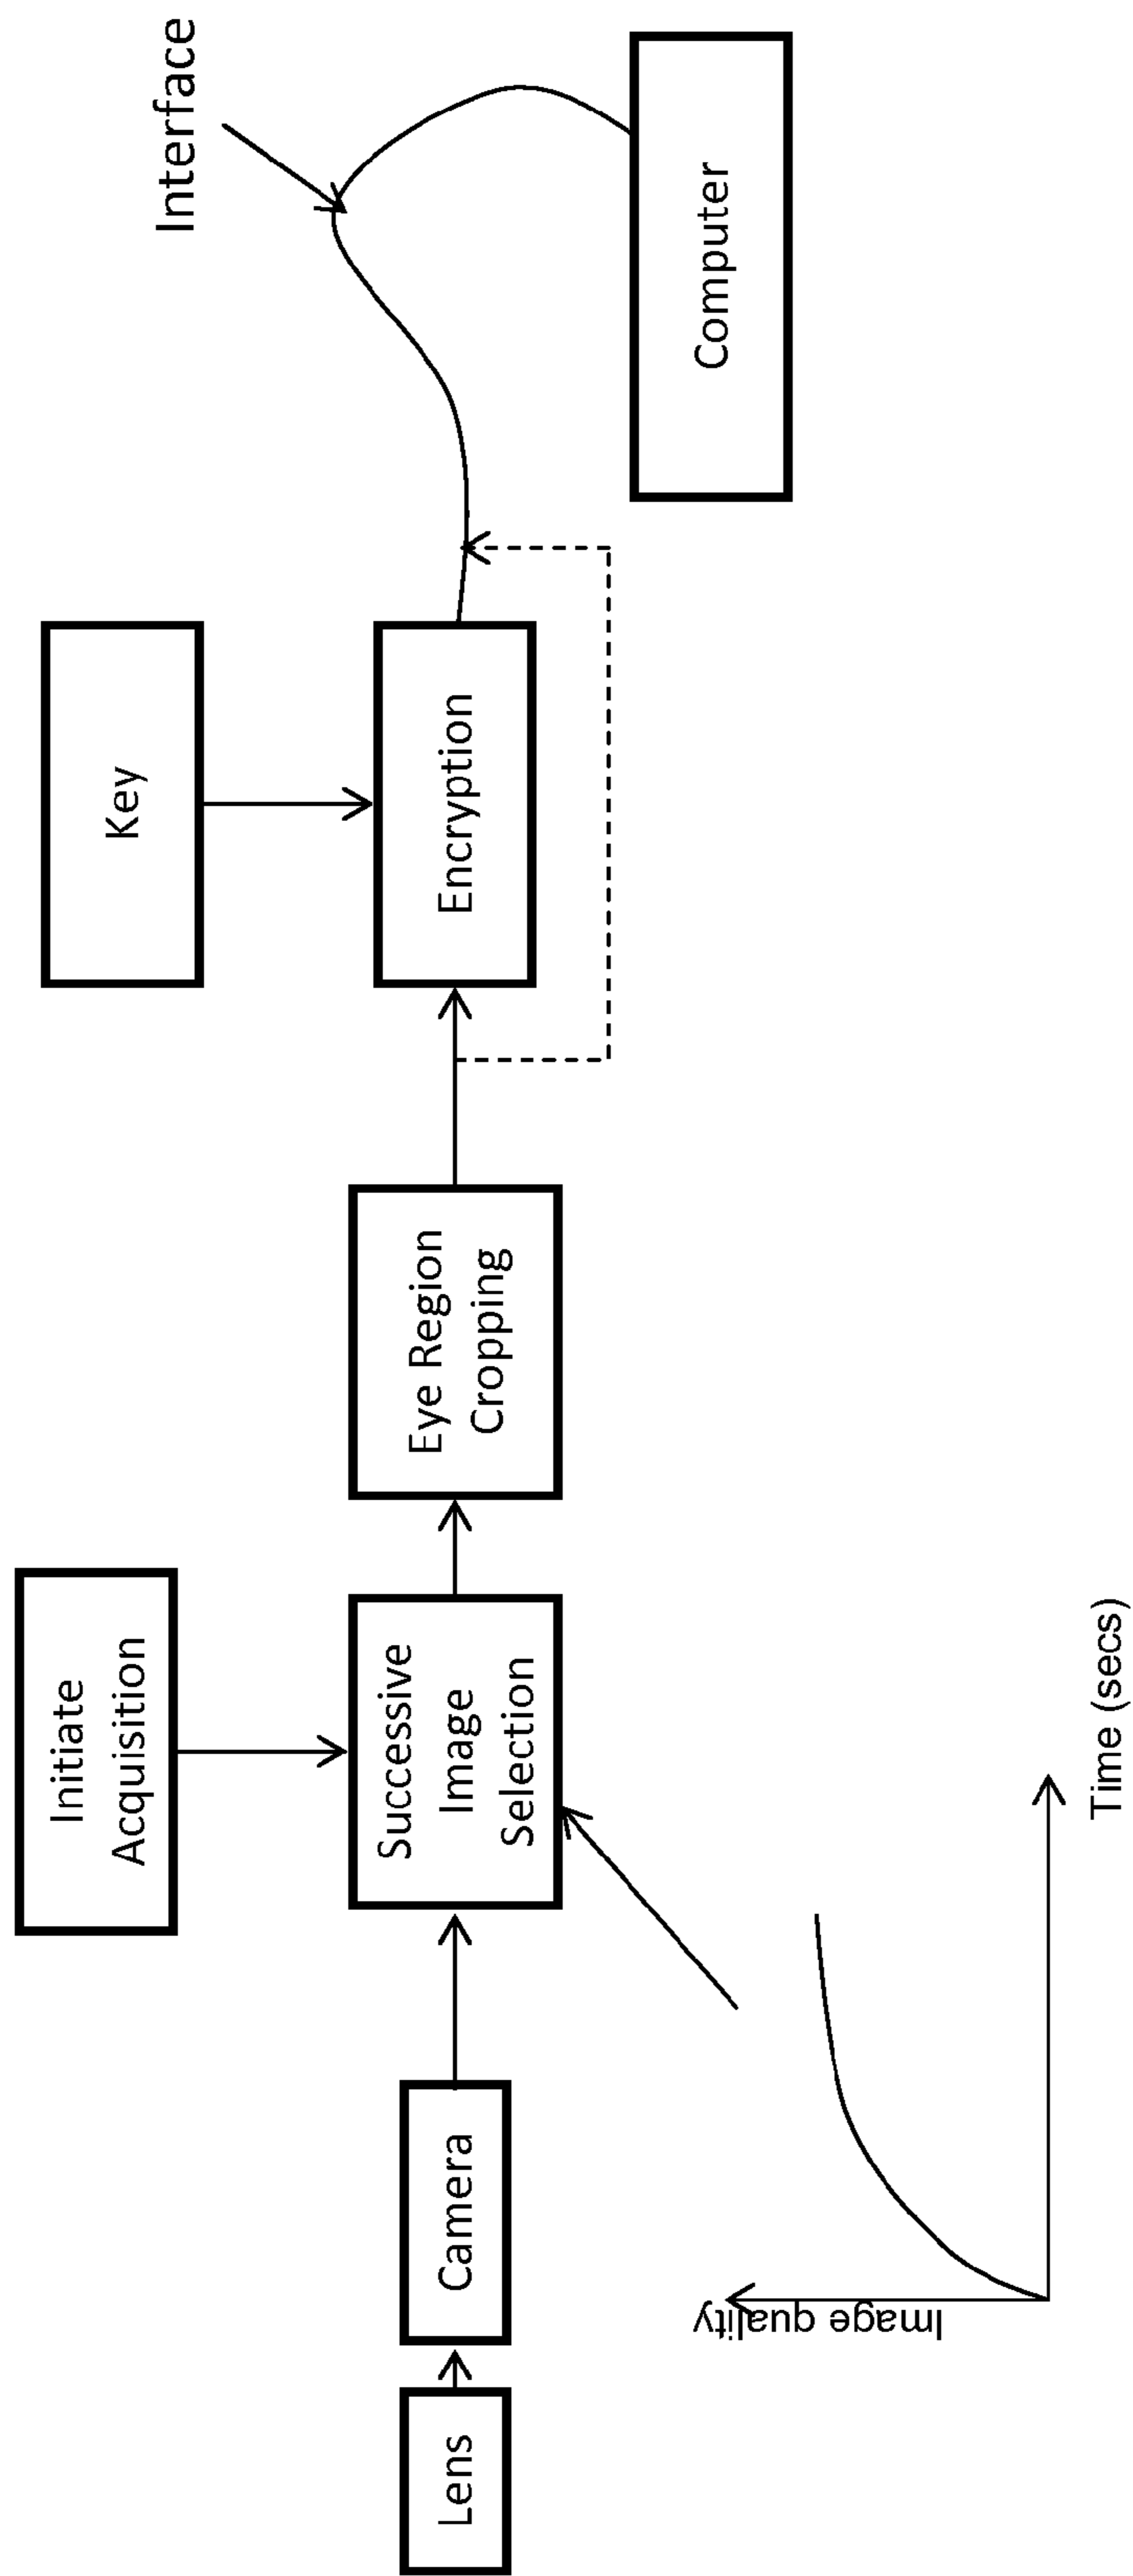 Initiate
Acquisition
Key
Interface
Lens
Camera
Successive
Image
Selection
Eye Region
Cropping
Encryption
Computer
Image quality
Time (secs)